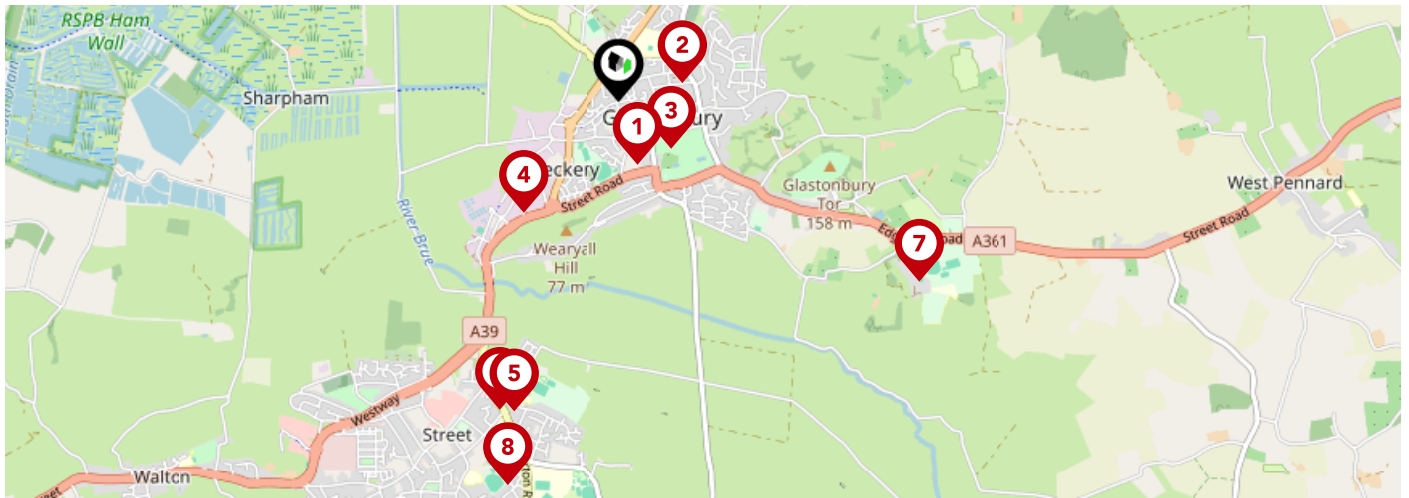 RSPB Ham
Wall
2
Sharpham
3
1
4
eckery
Street Road
Glastonbury
Tor
158 m
West Pennard
River Brue
Wearyall
Hill
77 m
7
A361
Street Road
A39
5
Westway
Street
8
Walton